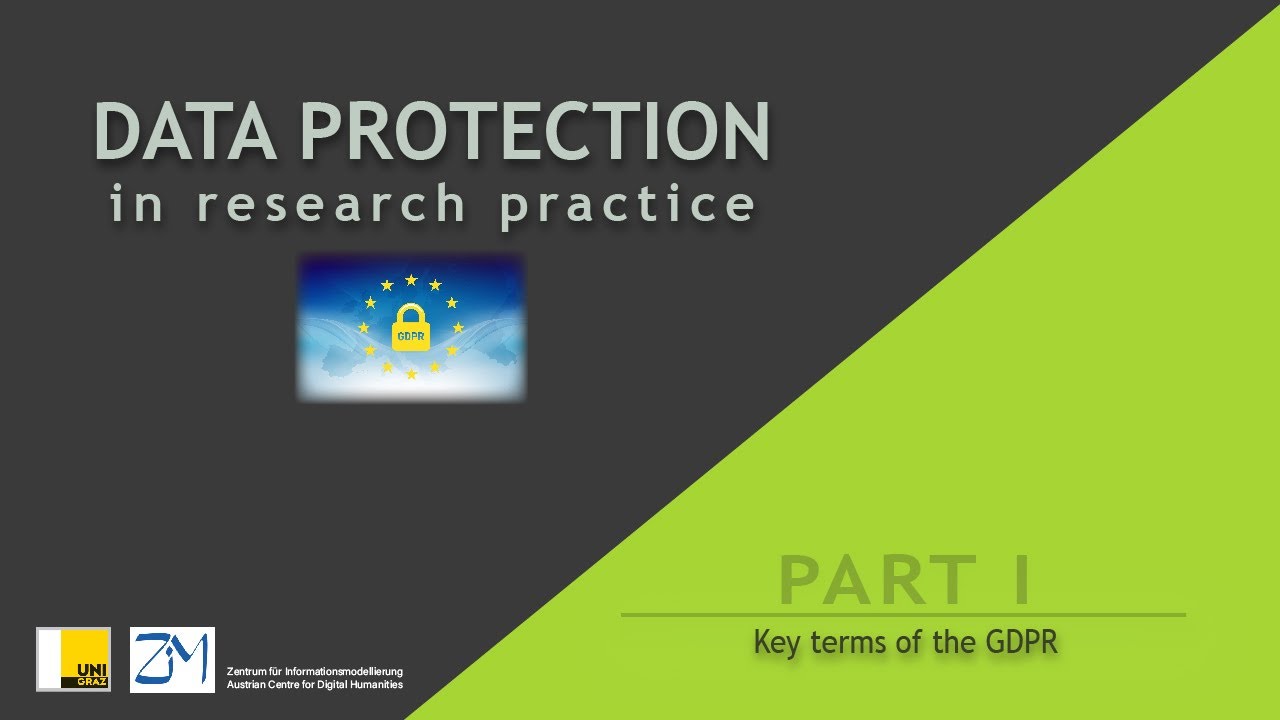 DATA PROTECTION
in research practice
GDPR
PART I
Key terms of the GDPR
UNI
GRAZ
ZIM
Zentrum für Informationsmodellierung
Austrian Centre for Digital Humanities